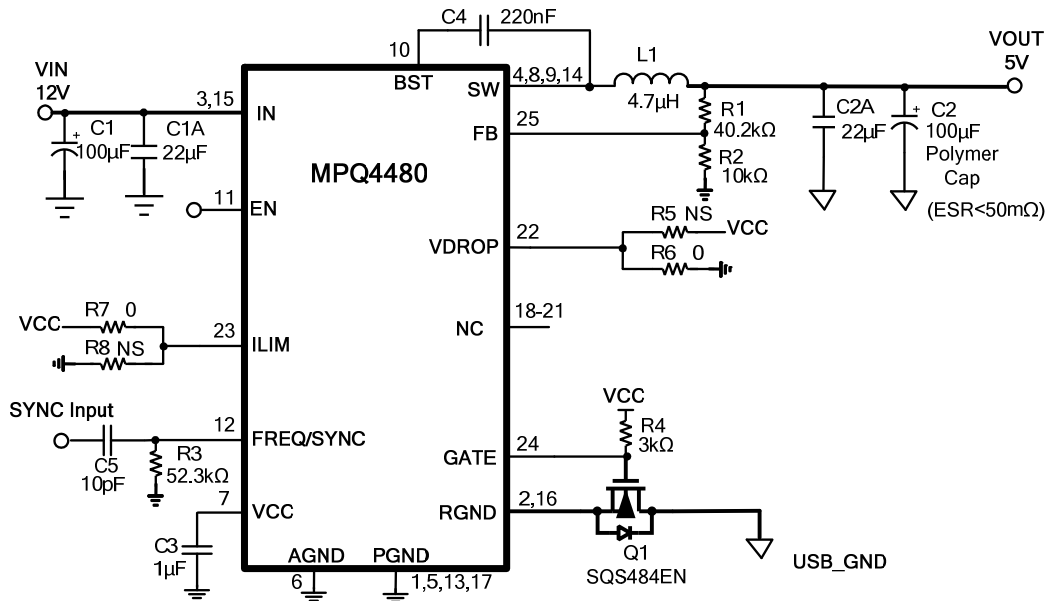 C4
220nF
10
BST
VIN
12V
3,15
IN
C1
+
100µF
C1A
22µF
4,8,9,14
SW
L1
4.7µH
VOUT
5V
25
FB
R1
40.2kΩ
R2
10kΩ
C2A
22µF
+
C2
100µF
Polymer
Cap
(ESR<50mΩ)
MPQ4480
11
EN
22
VDROP
R5 NS
VCC
R6 0
18-21
NC
R7 0
VCC
23
ILIM
R8 NS
SYNC Input
12
FREQ/SYNC
C5
10pF
R3
52.3kΩ
VCC
R4
3kΩ
24
GATE
7
VCC
2,16
RGND
C3
1µF
AGND
PGND
6
1,5,13,17
Q1
SQS484EN
USB_GND